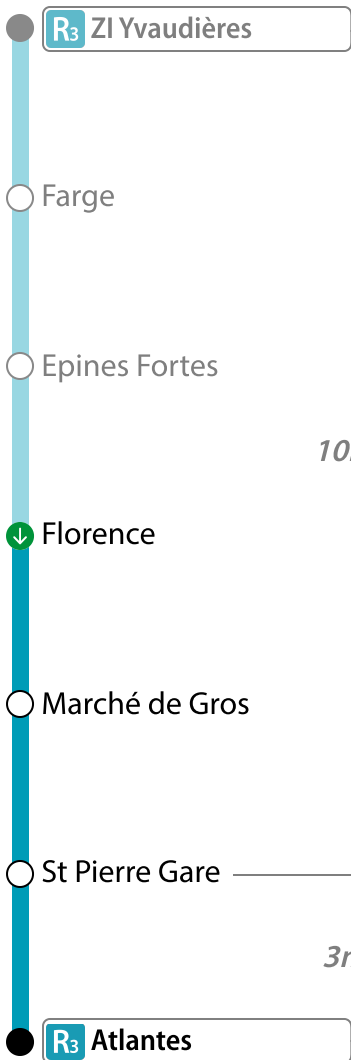 R3 ZI Yvaudières
Farge
Epines Fortes
Florence
Marché de Gros
St Pierre Gare
R3 Atlantes